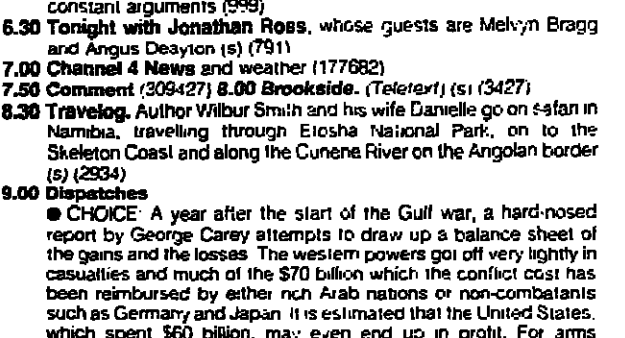 constant arguments (999)
6.30 Tonight with Jonathan Ross, whose guests are Melvyn Bragg
and Angus Deayton (s) (791)
7.00 Channel 4 News and weather (177682)
7.50 Comment (309427) 8.00 Brookside. (Teletext) (s) (3427)
8.30 Travelog. Author Wilbur Smith and his wife Danielle go on safari in
Namibia, travelling through Etosha National Park, on to the
Skeleton Coast and along the Cunene River on the Angolan border
(s) (2934)
9.00 Dispatches
● CHOICE: A year after the start of the Gulf war, a hard-nosed
report by George Carey attempts to draw up a balance sheet of
the gains and the losses. The western powers got off very lightly in
casualties and much of the $70 billion which the conflict cost has
been reimbursed by either rich Arab nations or non-combatants
such as Germany and Japan. It is estimated that the United States,
which spent $60 billion, may even end up in profit. For arms